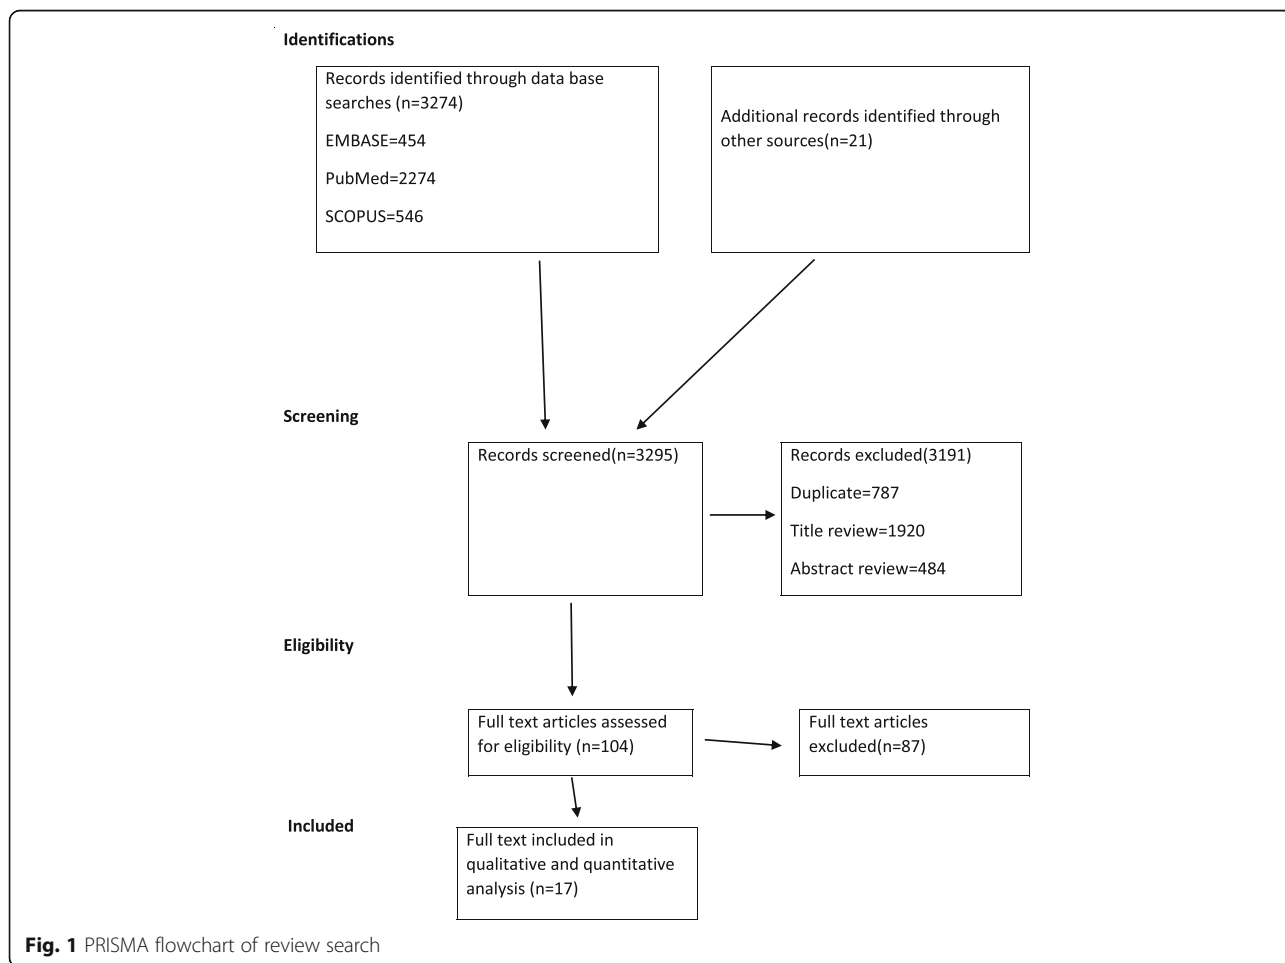 Identifications
Records identified through data base
searches (n=3274)
EMBASE=454
PubMed=2274
SCOPUS=546
Additional records identified through
other sources(n=21)
Screening
Records screened(n=3295)
Records excluded(3191)
Duplicate=787
Title review=1920
Abstract review=484
Eligibility
Full text articles assessed
for eligibility (n=104)
Full text articles
excluded(n=87)
Included
Full text included in
qualitative and quantitative
analysis (n=17)
Fig. 1 PRISMA flowchart of review search